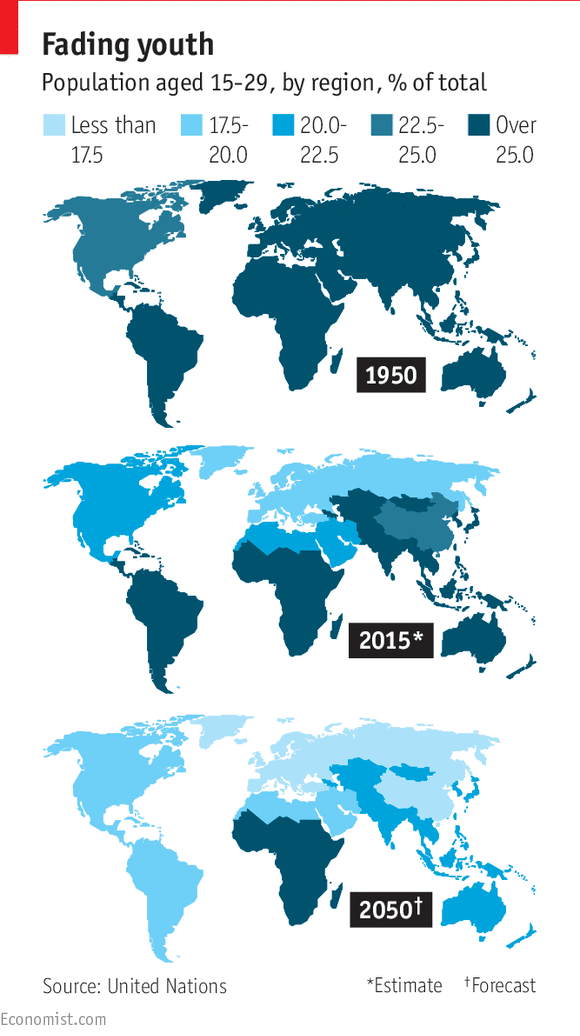 Fading youth
Population aged 15-29, by region, % of total
Less than 17.5
17.5-20.0
20.0-22.5
22.5-25.0
Over 25.0
1950
2015*
2050†
Source: United Nations
*Estimate †Forecast
Economist.com